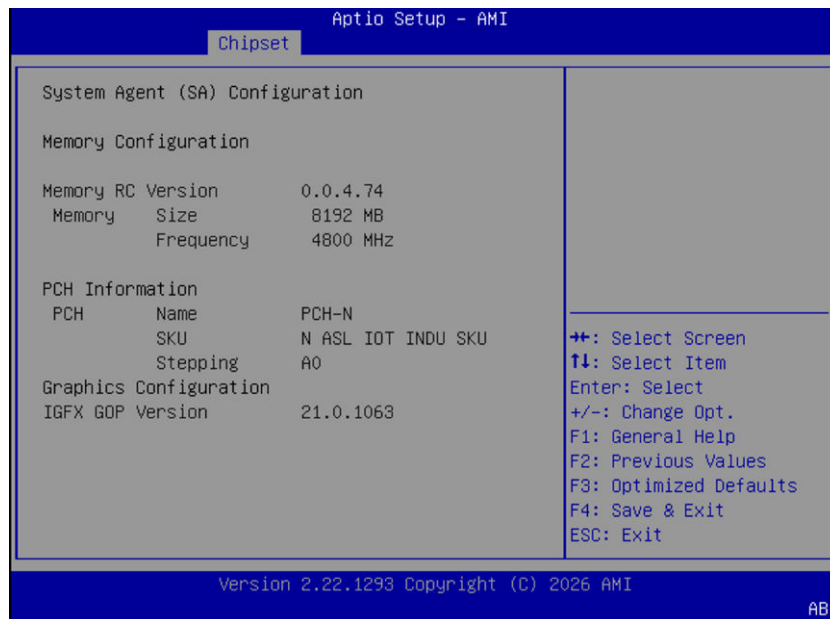 Aptio Setup – AMI
Chipset
System Agent (SA) Configuration
Memory Configuration
Memory RC Version 0.0.4.74
Memory Size 8192 MB
Frequency 4800 MHz
PCH Information
PCH Name PCH-N
SKU N ASL IOT INDU SKU
Stepping A0
Graphics Configuration
IGFX GOP Version 21.0.1063
→←: Select Screen
↑↓: Select Item
Enter: Select
+/-: Change Opt.
F1: General Help
F2: Previous Values
F3: Optimized Defaults
F4: Save & Exit
ESC: Exit
Version 2.22.1293 Copyright (C) 2026 AMI
AB